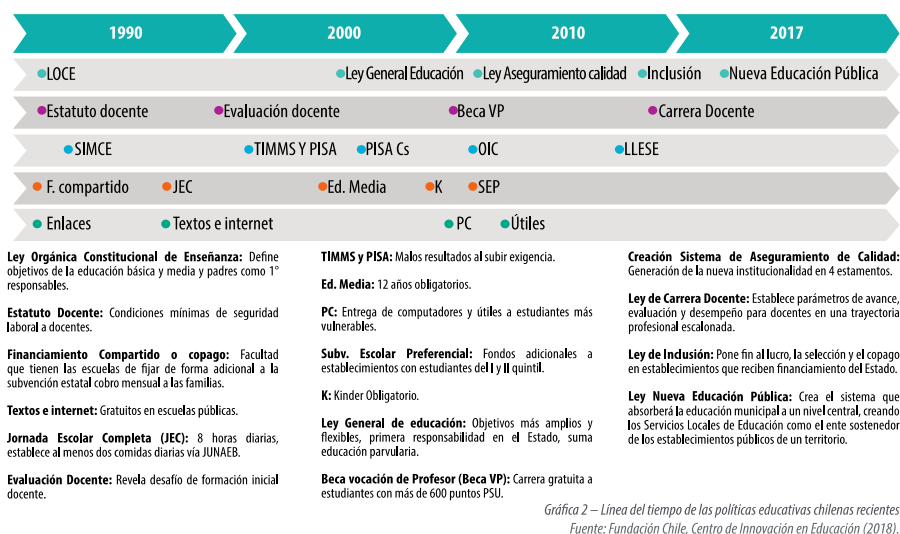 1990 2000 2010 2017
LOCE Ley General Educación Ley Aseguramiento calidad Inclusión Nueva Educación Pública
Estatuto docente Evaluación docente Beca VP Carrera Docente
SIMCE TIMMS Y PISA PISA Cs OIC LLESE
F. compartido JEC Ed. Media K SEP
Enlaces Textos e internet PC Útiles
Ley Orgánica Constitucional de Enseñanza: Define
objetivos de la educación básica y media y padres como 1°
responsables.
Estatuto Docente: Condiciones mínimas de seguridad
laboral a docentes.
Financiamiento Compartido o copago: Facultad
que tienen las escuelas de fijar de forma adicional a la
subvención estatal cobro mensual a las familias.
Textos e internet: Gratuitos en escuelas públicas.
Jornada Escolar Completa (JEC): 8 horas diarias,
establece al menos dos comidas diarias vía JUNAEB.
Evaluación Docente: Revela desafío de formación inicial
docente.
TIMMS y PISA: Malos resultados al subir exigencia.
Ed. Media: 12 años obligatorios.
PC: Entrega de computadores y útiles a estudiantes más
vulnerables.
Subv. Escolar Preferencial: Fondos adicionales a
establecimientos con estudiantes del I y II quintil.
K: Kinder Obligatorio.
Ley General de educación: Objetivos más amplios y
flexibles, primera responsabilidad en el Estado, suma
educación parvularia.
Beca vocación de Profesor (Beca VP): Carrera gratuita a
estudiantes con más de 600 puntos PSU.
Creación Sistema de Aseguramiento de Calidad:
Generación de la nueva institucionalidad en 4 estamentos.
Ley de Carrera Docente: Establece parámetros de avance,
evaluación y desempeño para docentes en una trayectoria
profesional escalonada.
Ley de Inclusión: Pone fin al lucro, la selección y el copago
en establecimientos que reciben financiamiento del Estado.
Ley Nueva Educación Pública: Crea el sistema que
absorberá la educación municipal a un nivel central, creando
los Servicios Locales de Educación como el ente sostenedor
de los establecimientos públicos de un territorio.
Gráfica 2 – Línea del tiempo de las políticas educativas chilenas recientes
Fuente: Fundación Chile, Centro de Innovación en Educación (2018).